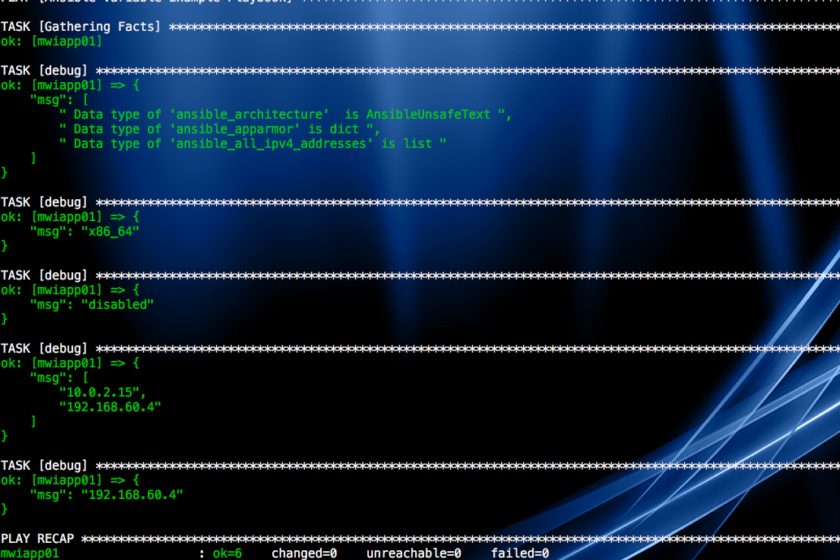 PLAY [Ansible Variable Example Playbook] ****************************************************************
TASK [Gathering Facts] **********************************************************************************
ok: [mwiapp01]
TASK [debug] ********************************************************************************************
ok: [mwiapp01] => {
    "msg": [
        " Data type of 'ansible_architecture'  is AnsibleUnsafeText ",
        " Data type of 'ansible_apparmor' is dict ",
        " Data type of 'ansible_all_ipv4_addresses' is list "
    ]
}
TASK [debug] ********************************************************************************************
ok: [mwiapp01] => {
    "msg": "x86_64"
}
TASK [debug] ********************************************************************************************
ok: [mwiapp01] => {
    "msg": "disabled"
}
TASK [debug] ********************************************************************************************
ok: [mwiapp01] => {
    "msg": [
        "10.0.2.15",
        "192.168.60.4"
    ]
}
TASK [debug] ********************************************************************************************
ok: [mwiapp01] => {
    "msg": "192.168.60.4"
}
PLAY RECAP **********************************************************************************************
mwiapp01                   : ok=6    changed=0    unreachable=0    failed=0